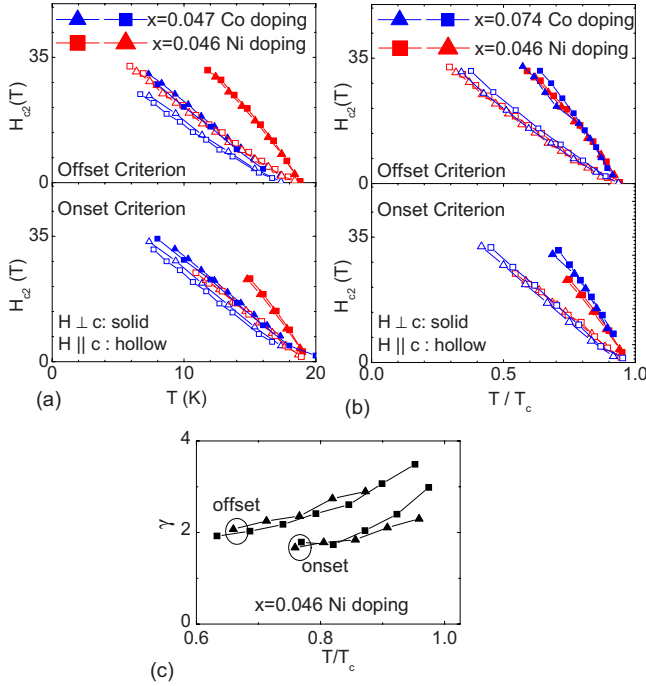 x=0.047 Co doping
x=0.046 Ni doping
35
H_c2(T)
0
Offset Criterion
Onset Criterion
35
H_c2 (T)
H ⊥ c: solid
H || c : hollow
0
0 5 10 15 20
T (K)
(a)
x=0.074 Co doping
x=0.046 Ni doping
35
H_c2(T)
0
Offset Criterion
Onset Criterion
35
H_c2 (T)
H ⊥ c: solid
H || c : hollow
0
0.0 0.5 1.0
T / T_c
(b)
4
γ
2
0
offset
onset
x=0.046 Ni doping
0.6 0.8 1.0
T/T_c
(c)